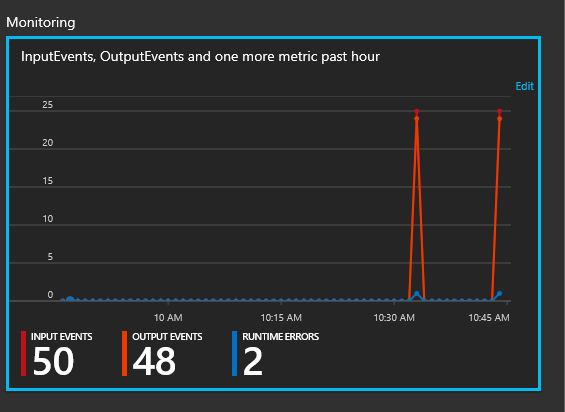 Monitoring
InputEvents, OutputEvents and one more metric past hour
Edit
25
20
15
10
5
0
10 AM 10:15 AM 10:30 AM 10:45 AM
INPUT EVENTS OUTPUT EVENTS RUNTIME ERRORS
50 48 2